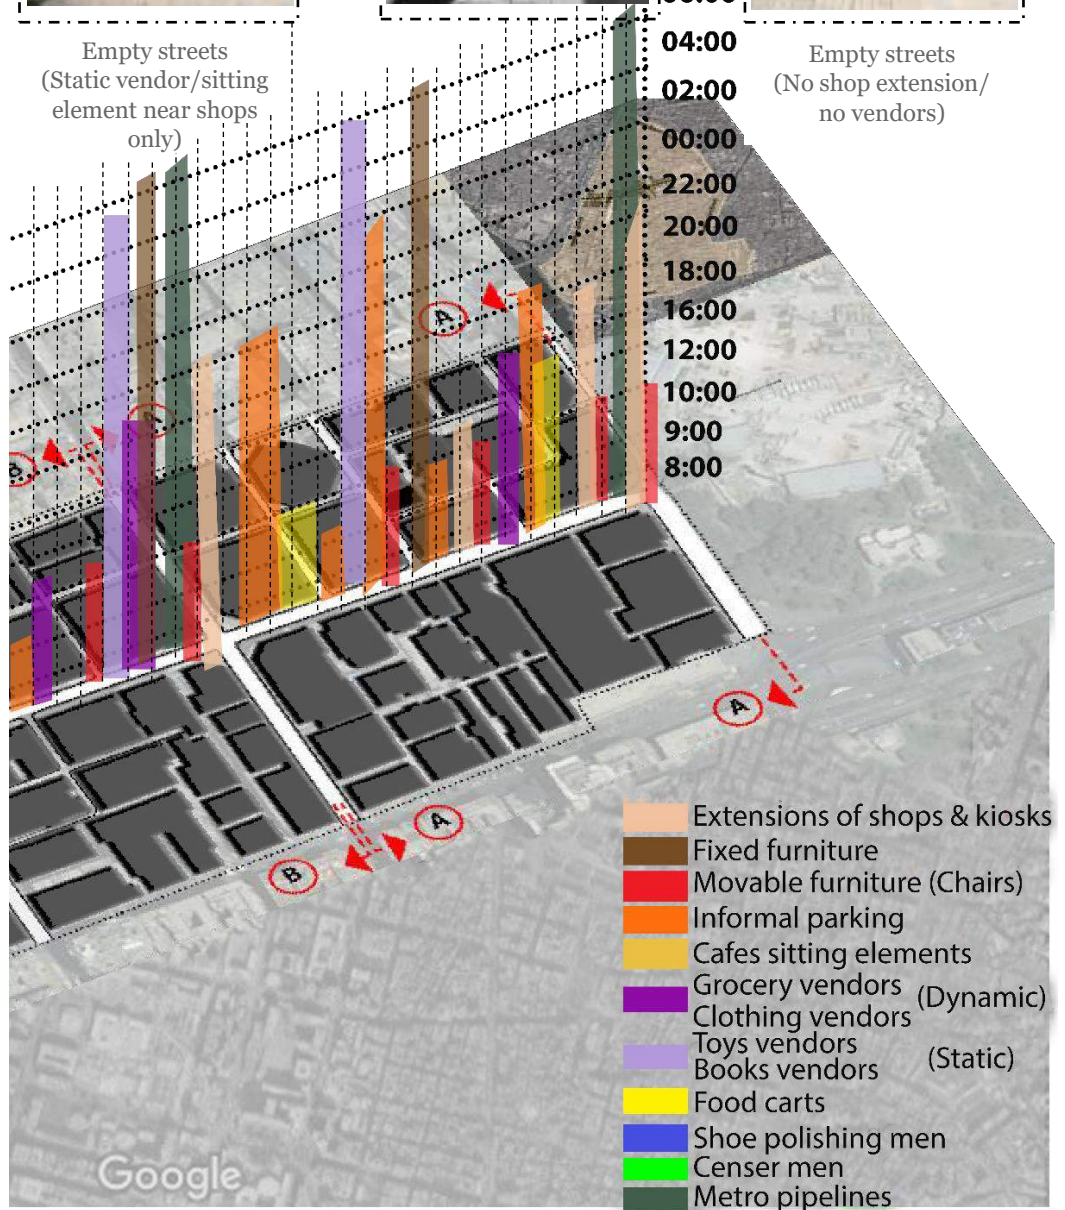 Empty streets
(Static vendor/sitting
element near shops
only)
Empty streets
(No shop extension/
no vendors)
04:00
02:00
00:00
22:00
20:00
18:00
16:00
12:00
10:00
9:00
8:00
A
A
B
A
A
B
Extensions of shops & kiosks
Fixed furniture
Movable furniture (Chairs)
Informal parking
Cafes sitting elements
Grocery vendors
(Dynamic)
Clothing vendors
Toys vendors
(Static)
Books vendors
Food carts
Shoe polishing men
Censer men
Metro pipelines
Google